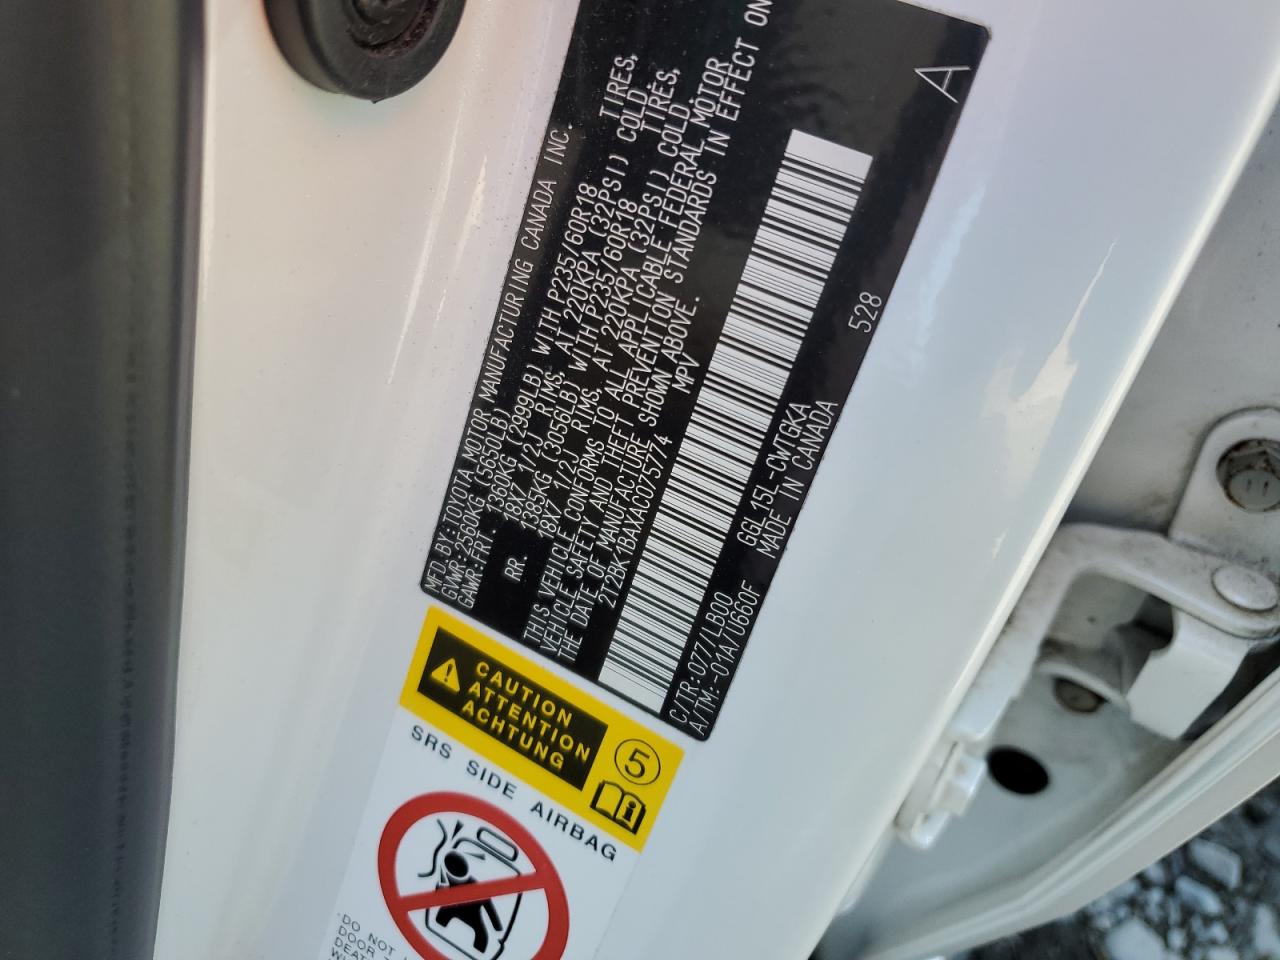 MFD.BY:TOYOTA MOTOR MANUFACTURING CANADA INC.
GVWR:2560KG (5650LB)
GAWR:FRT. 1360KG (2999LB) WITH P235/60R18 TIRES,
18X7 1/2J RIMS, AT 220KPA (32PSI) COLD.
RR. 1385KG (3056LB) WITH P235/60R18 TIRES,
18X7 1/2J RIMS, AT 220KPA (32PSI) COLD.
THIS VEHICLE CONFORMS TO ALL APPLICABLE FEDERAL MOTOR
VEHICLE SAFETY AND THEFT PREVENTION STANDARDS IN EFFECT ON
THE DATE OF MANUFACTURE SHOWN ABOVE.
2T2BK1BAXAC075774 MPV
528
C/TR:077/LB00 GGL15L-CWTGKA
A/TM:-01A/U660F MADE IN CANADA
A
CAUTION
ATTENTION
ACHTUNG
5
SRS SIDE AIRBAG
DO NOT
DOOR